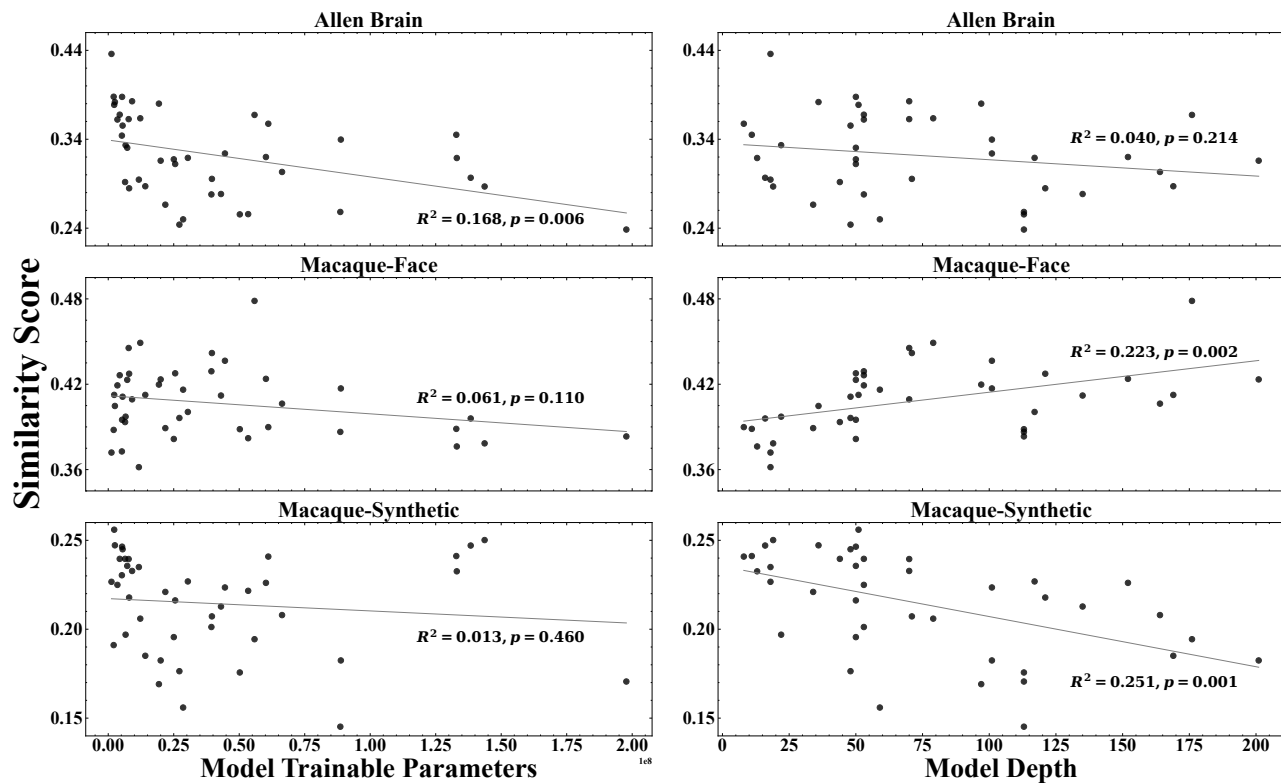 Allen Brain
Allen Brain
0.44
0.34
0.24
R² = 0.168, p = 0.006
0.44
0.34
0.24
R² = 0.040, p = 0.214
Macaque-Face
Macaque-Face
Similarity Score
0.48
0.42
0.36
R² = 0.061, p = 0.110
0.48
0.42
0.36
R² = 0.223, p = 0.002
Macaque-Synthetic
Macaque-Synthetic
0.25
0.20
0.15
R² = 0.013, p = 0.460
0.25
0.20
0.15
R² = 0.251, p = 0.001
0.00 0.25 0.50 0.75 1.00 1.25 1.50 1.75 2.00
1e8
0 25 50 75 100 125 150 175 200
Model Trainable Parameters
Model Depth